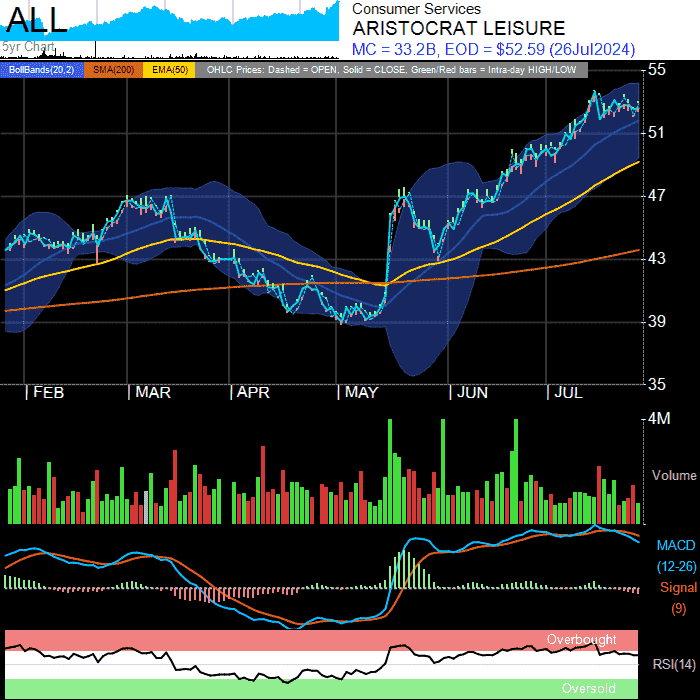 ALL
5yr Chart
Consumer Services
ARISTOCRAT LEISURE
MC = 33.2B, EOD = $52.59 (26Jul2024)
BollBands(20,2) SMA(200) EMA(50) OHLC Prices: Dashed = OPEN, Solid = CLOSE, Green/Red bars = Intra-day HIGH/LOW
55
51
47
43
39
35
FEB MAR APR MAY JUN JUL
4M
Volume
MACD
(12-26)
Signal
(9)
Overbought
RSI(14)
Oversold